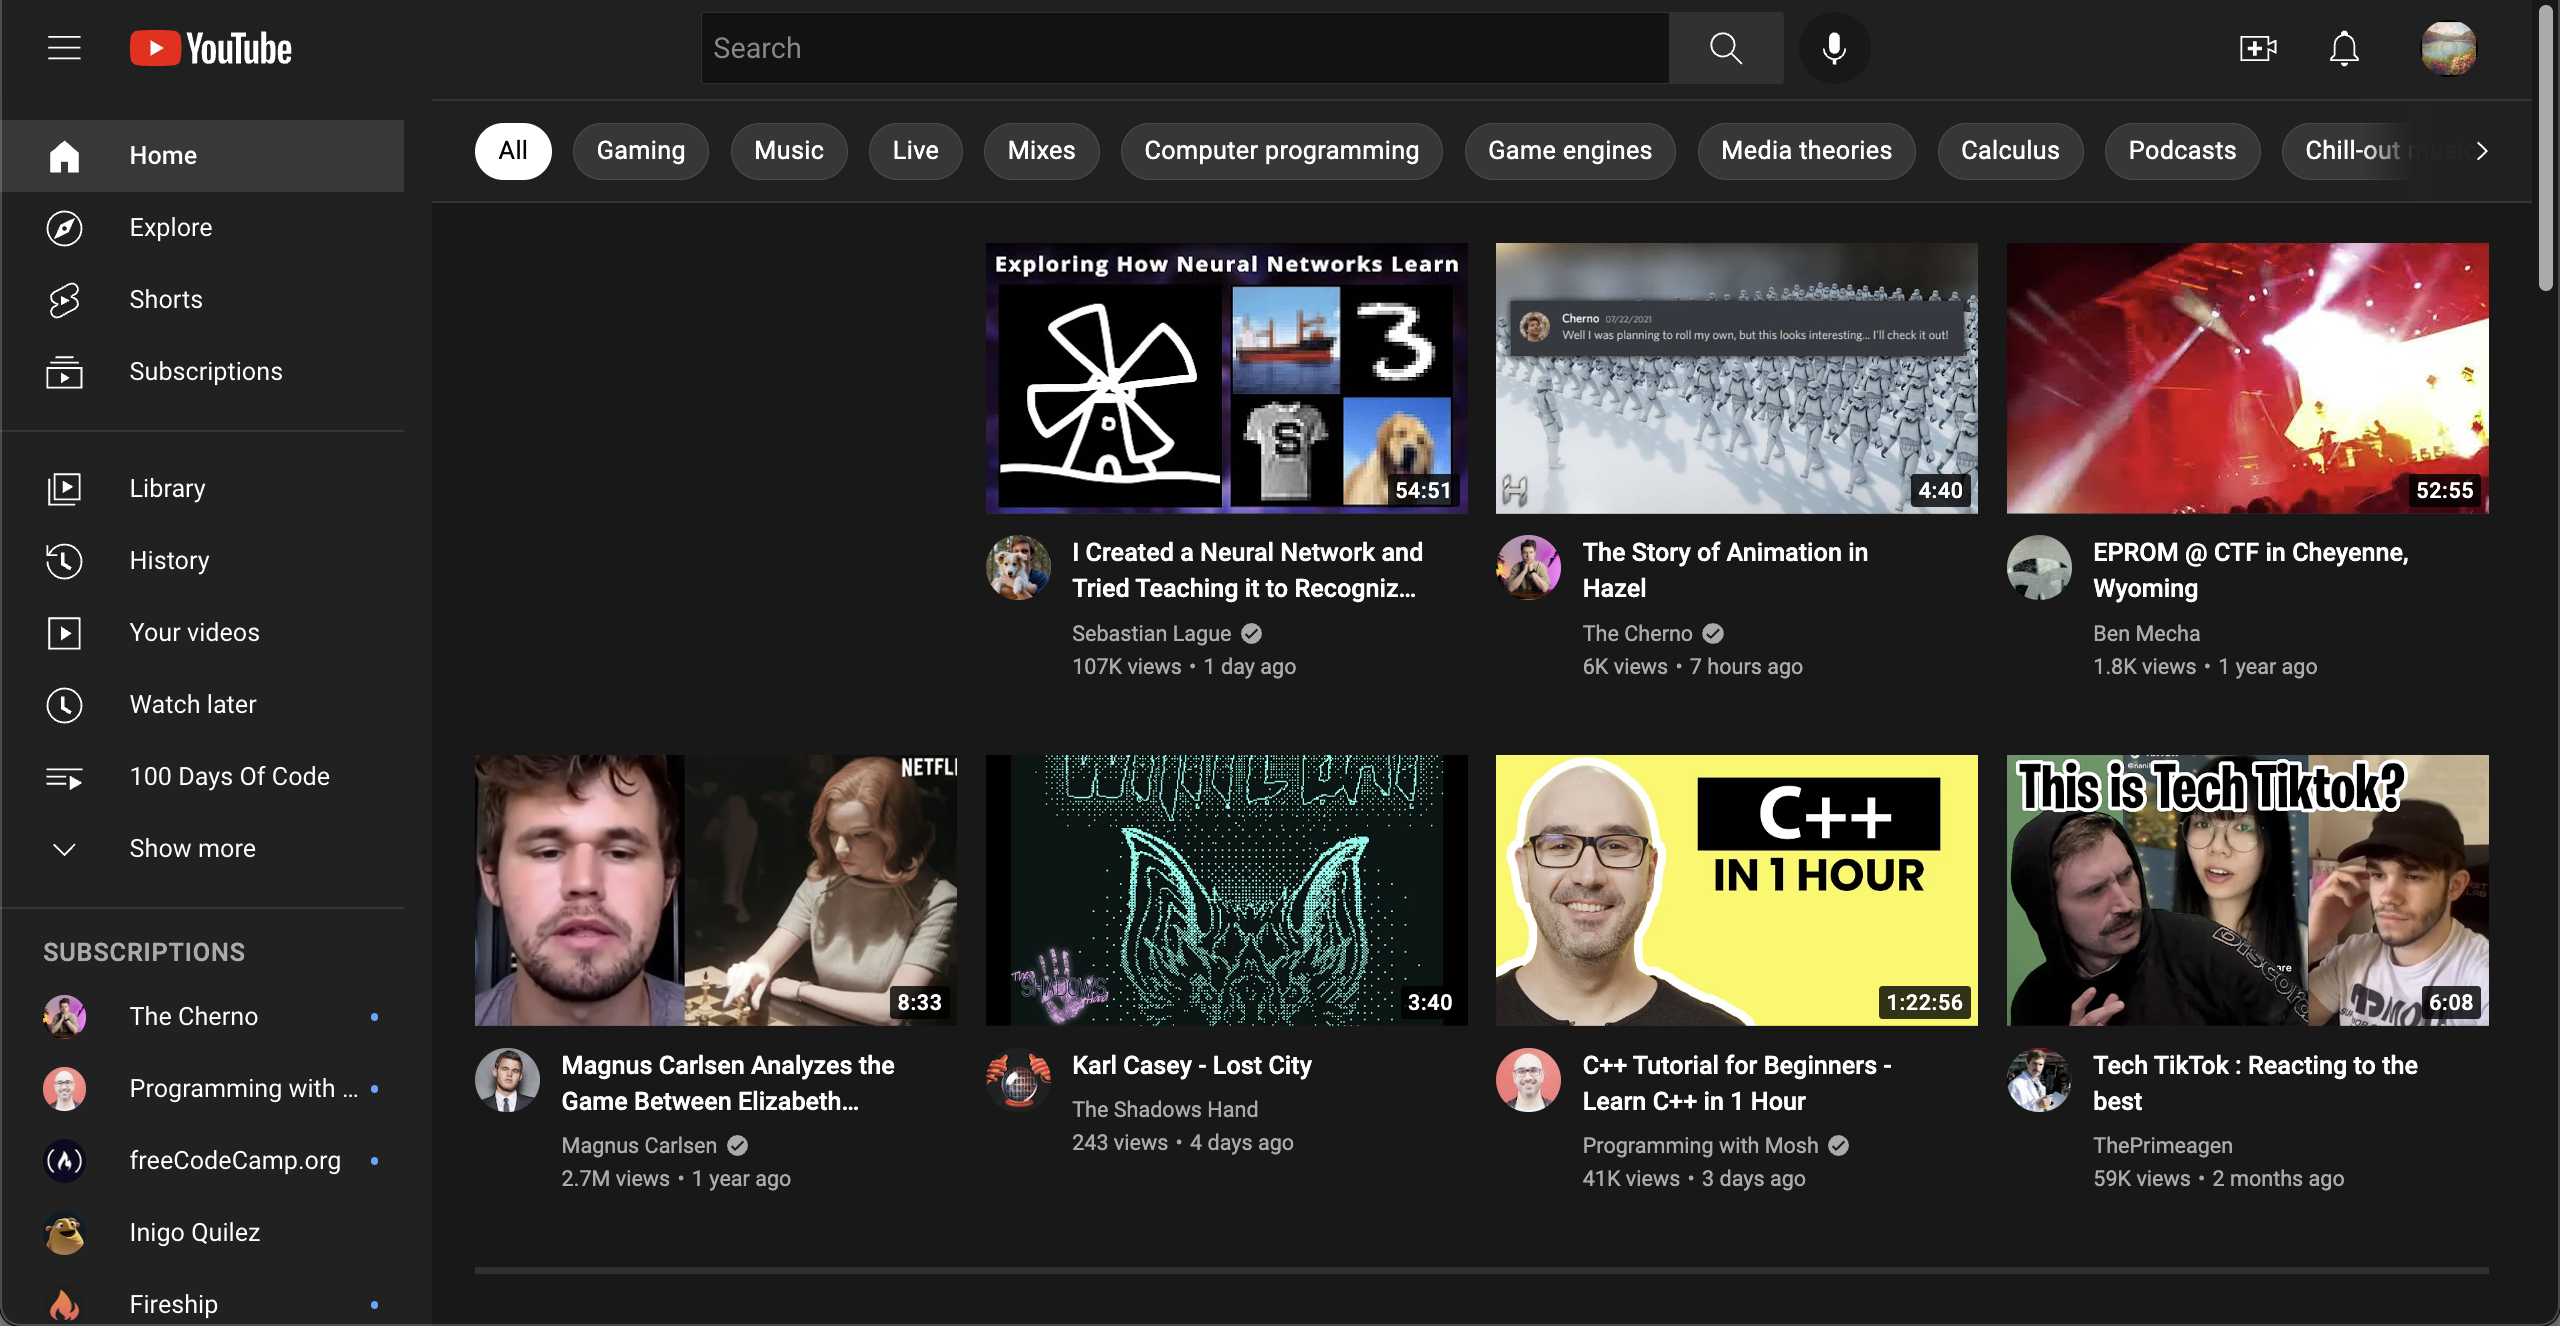 YouTube
Search
Home
Explore
Shorts
Subscriptions
Library
History
Your videos
Watch later
100 Days Of Code
Show more
SUBSCRIPTIONS
The Cherno
Programming with ...
freeCodeCamp.org
Inigo Quilez
Fireship
All
Gaming
Music
Live
Mixes
Computer programming
Game engines
Media theories
Calculus
Podcasts
Chill-out music
Exploring How Neural Networks Learn
3
S
54:51
I Created a Neural Network and
Tried Teaching it to Recogniz...
Sebastian Lague
107K views • 1 day ago
Cherno 07/22/2021
Well I was planning to roll my own, but this looks interesting... I'll check it out!
H
4:40
The Story of Animation in
Hazel
The Cherno
6K views • 7 hours ago
52:55
EPROM @ CTF in Cheyenne,
Wyoming
Ben Mecha
1.8K views • 1 year ago
NETFLI
8:33
Magnus Carlsen Analyzes the
Game Between Elizabeth...
Magnus Carlsen
2.7M views • 1 year ago
The
SHADOWS
Hand
3:40
Karl Casey - Lost City
The Shadows Hand
243 views • 4 days ago
C++
IN 1 HOUR
1:22:56
C++ Tutorial for Beginners -
Learn C++ in 1 Hour
Programming with Mosh
41K views • 3 days ago
This is Tech Tiktok?
Discord
6:08
Tech TikTok : Reacting to the
best
ThePrimeagen
59K views • 2 months ago